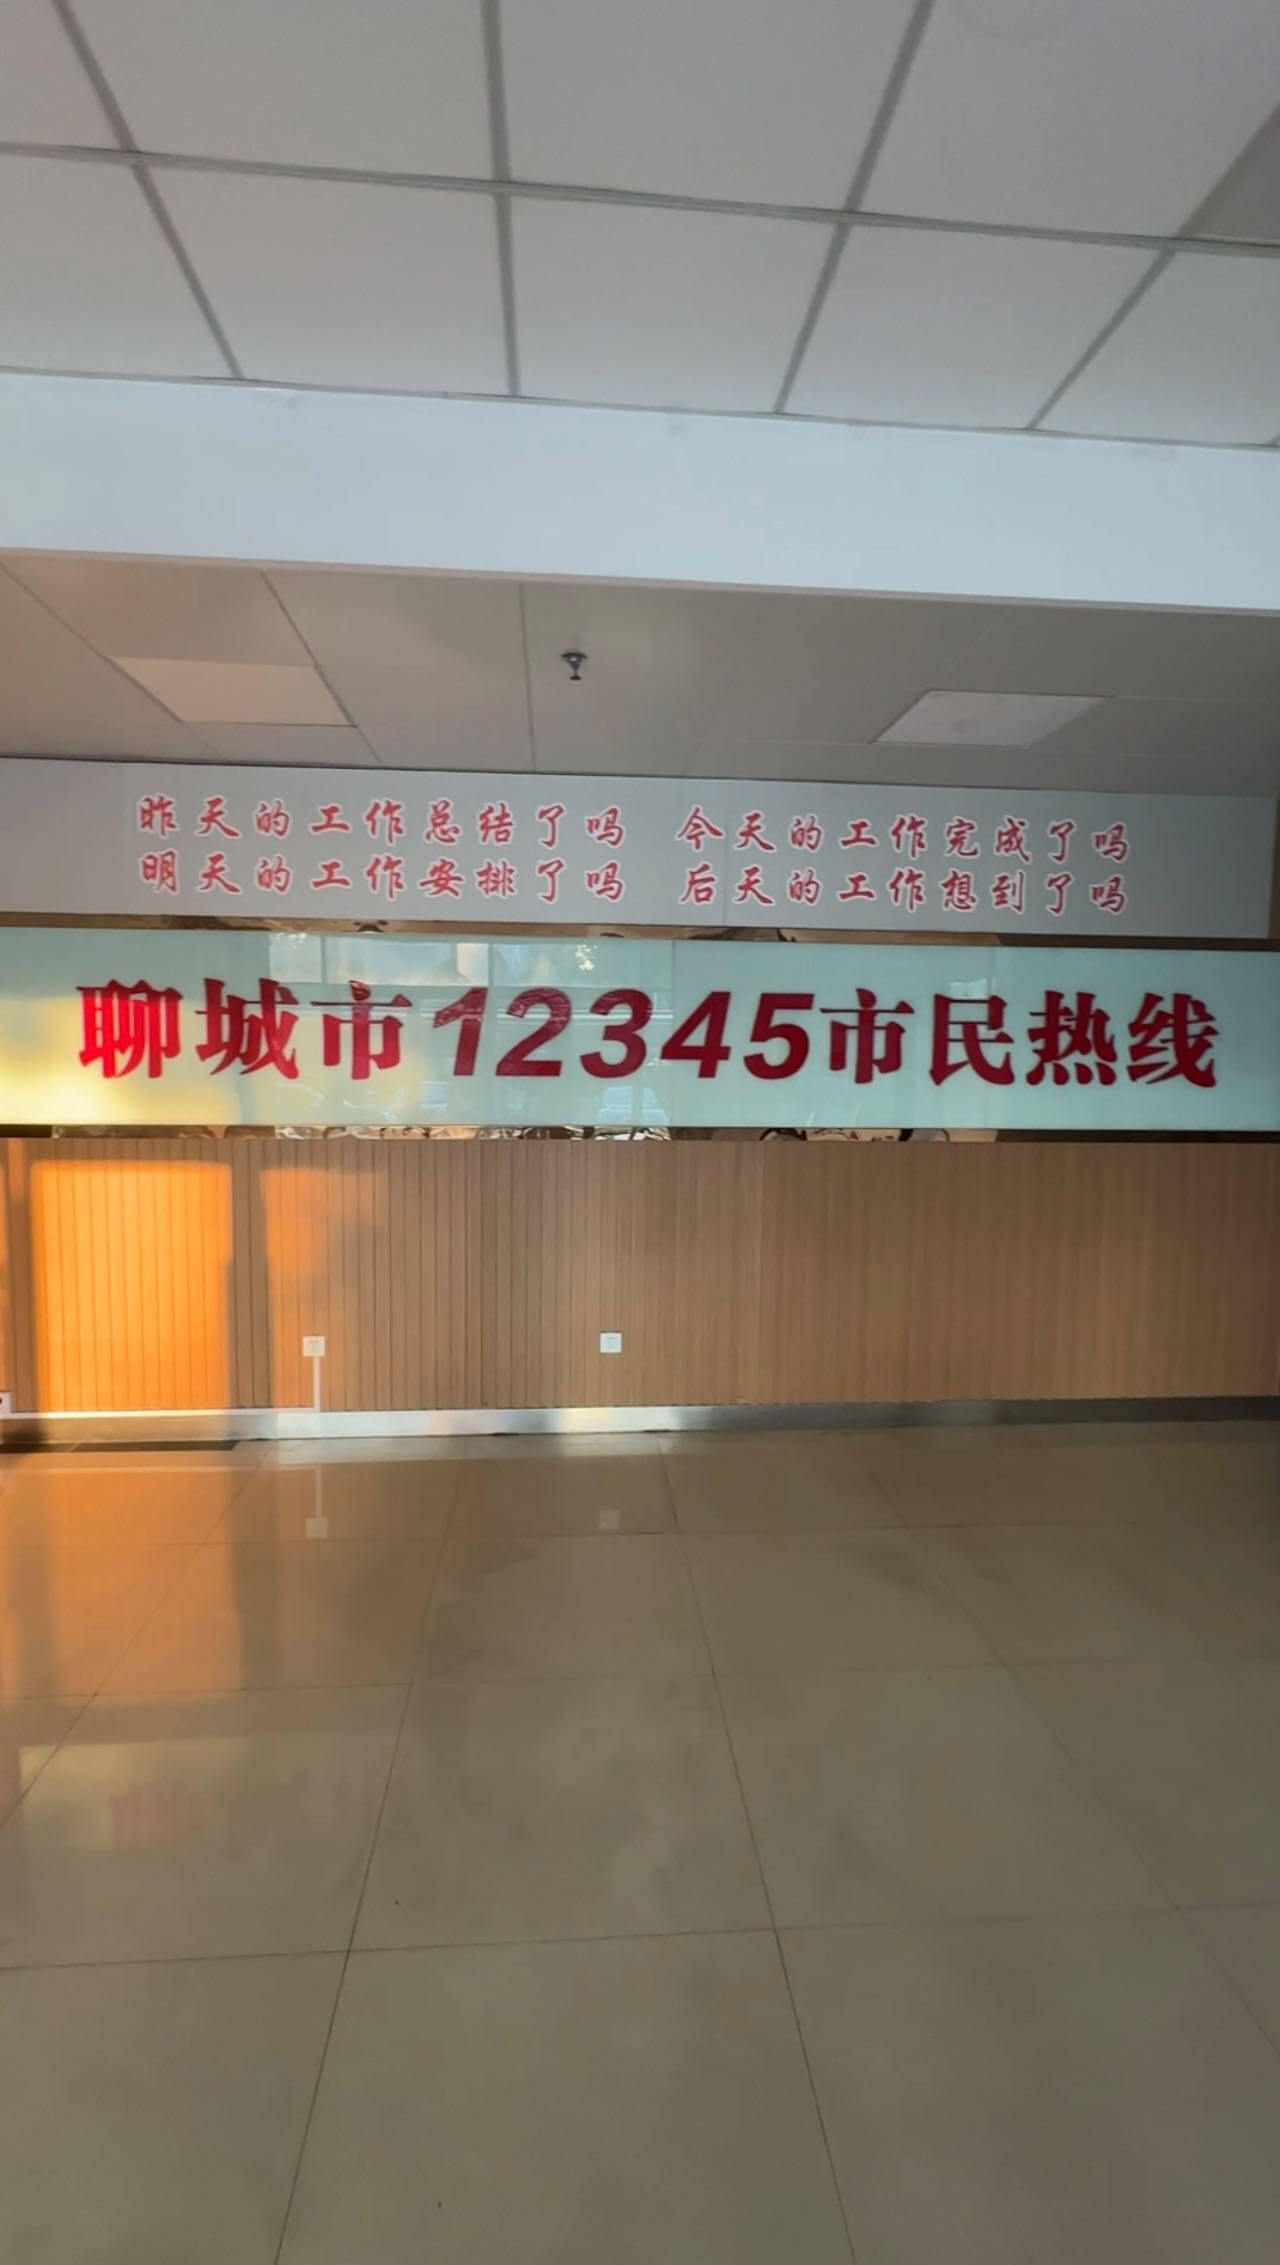 昨天的工作总结了吗 今天的工作完成了吗
明天的工作安排了吗 后天的工作想到了吗
聊城市12345市民热线